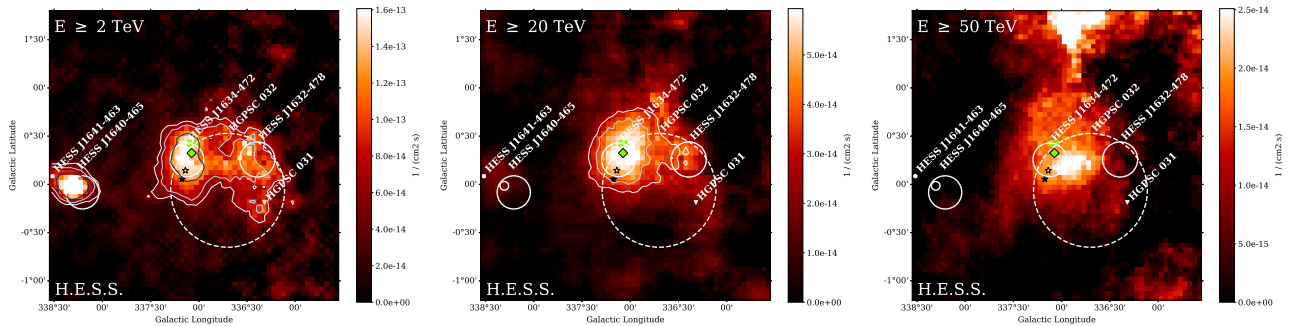 E ≥ 2 TeV
HESS J1641-463
HESS J1640-465
HESS J1634-472
HGPSC 032
HESS J1632-478
HGPSC 031
H.E.S.S.
1°30'
00'
0°30'
00'
-0°30'
-1°00'
Galactic Latitude
338°30'
00'
337°30'
00'
336°30'
00'
Galactic Longitude
1.6e-13
1.4e-13
1.2e-13
1.0e-13
8.0e-14
6.0e-14
4.0e-14
2.0e-14
0.0e+00
1 / (cm2 s)
E ≥ 20 TeV
HESS J1641-463
HESS J1640-465
HESS J1634-472
HGPSC 032
HESS J1632-478
HGPSC 031
H.E.S.S.
1°30'
00'
0°30'
00'
-0°30'
-1°00'
Galactic Latitude
338°30'
00'
337°30'
00'
336°30'
00'
Galactic Longitude
5.0e-14
4.0e-14
3.0e-14
2.0e-14
1.0e-14
0.0e+00
1 / (cm2 s)
E ≥ 50 TeV
HESS J1641-463
HESS J1640-465
HESS J1634-472
HGPSC 032
HESS J1632-478
HGPSC 031
H.E.S.S.
1°30'
00'
0°30'
00'
-0°30'
-1°00'
Galactic Latitude
338°30'
00'
337°30'
00'
336°30'
00'
Galactic Longitude
2.5e-14
2.0e-14
1.5e-14
1.0e-14
5.0e-15
0.0e+00
1 / (cm2 s)